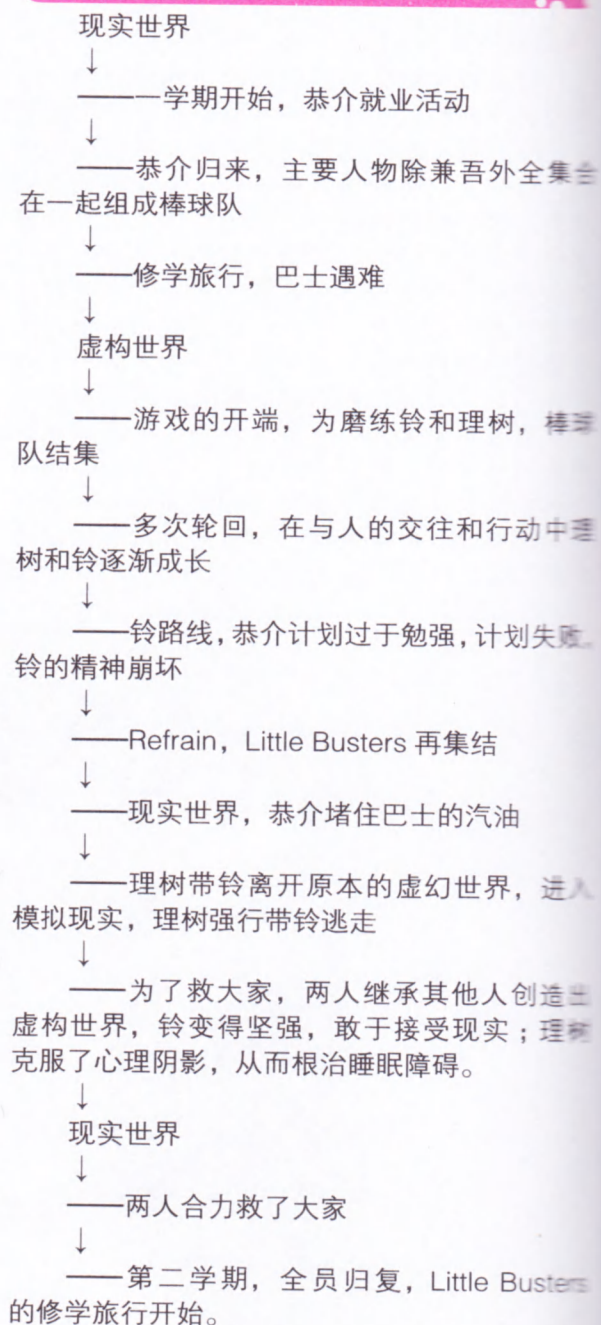 现实世界
↓
——一学期开始，恭介就业活动
↓
——恭介归来，主要人物除兼吾外全集合
在一起组成棒球队
↓
——修学旅行，巴士遇难
↓
虚构世界
↓
——游戏的开端，为磨练铃和理树，棒球
队结集
↓
——多次轮回，在与人的交往和行动中理
树和铃逐渐成长
↓
——铃路线，恭介计划过于勉强，计划失败。
铃的精神崩坏
↓
——Refrain，Little Busters 再集结
↓
——现实世界，恭介堵住巴士的汽油
↓
——理树带铃离开原本的虚幻世界，进入
模拟现实，理树强行带铃逃走
↓
——为了救大家，两人继承其他人创造出
虚构世界，铃变得坚强，敢于接受现实；理树
克服了心理阴影，从而根治睡眠障碍。
↓
现实世界
↓
——两人合力救了大家
↓
——第二学期，全员归复，Little Busters
的修学旅行开始。